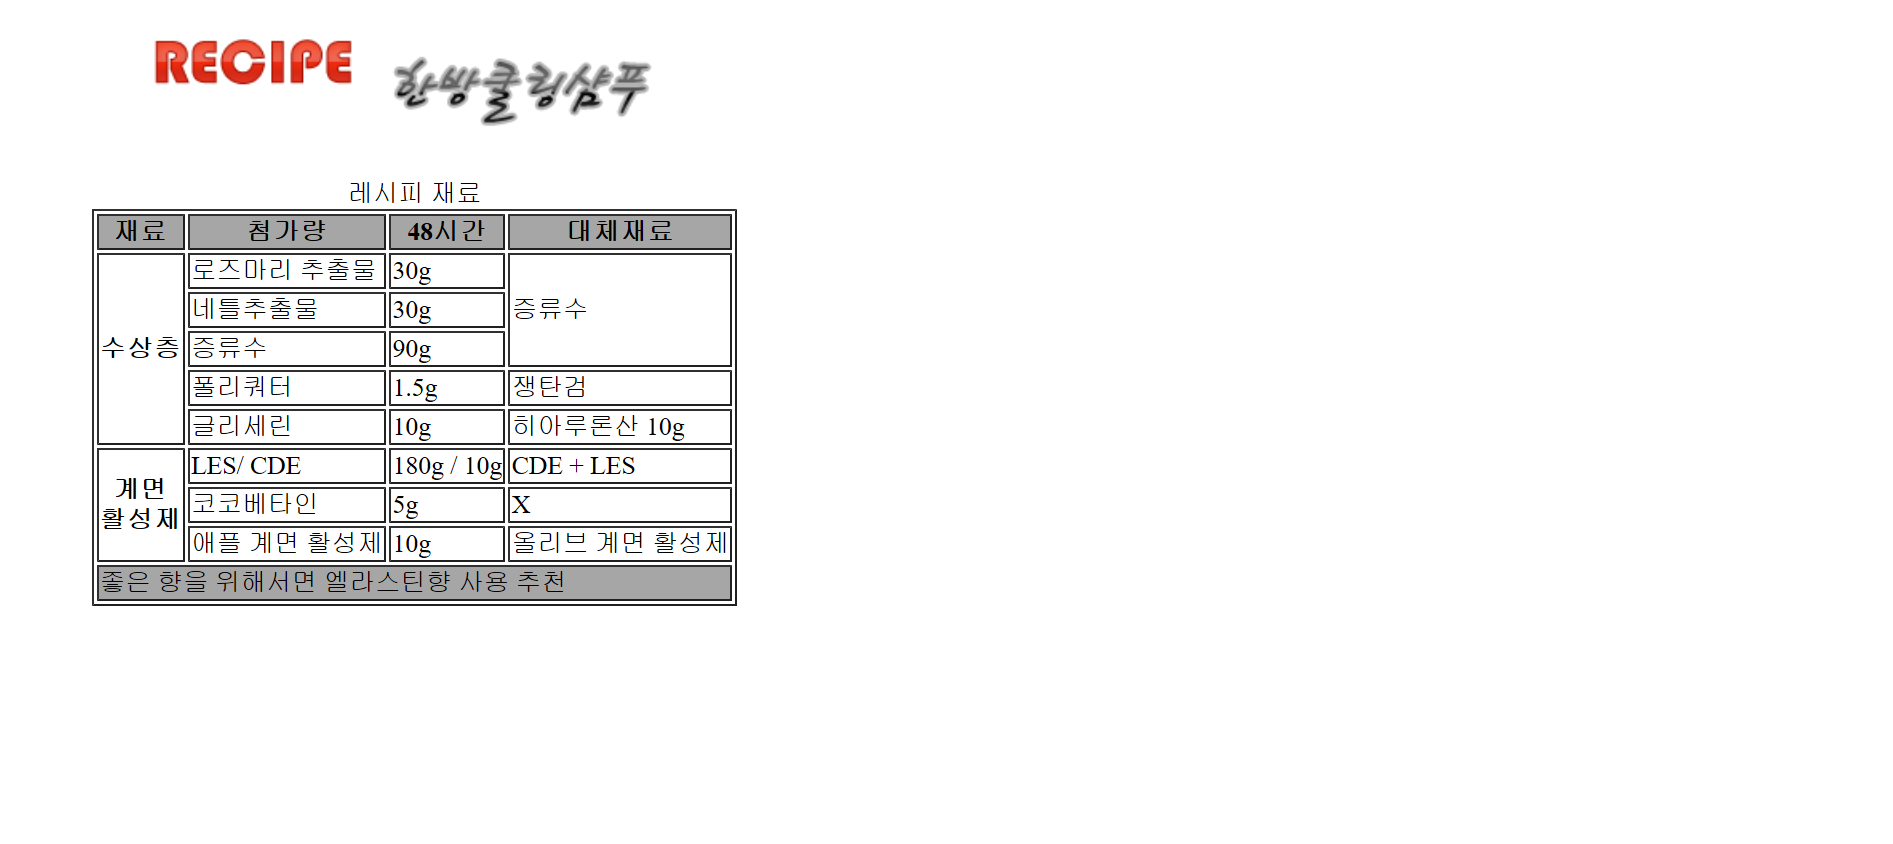 RECIPE
한방쿨링샴푸
레시피 재료
재료 첨가량 48시간 대체재료
수상층 로즈마리 추출물 30g 증류수
네틀추출물 30g
증류수 90g
폴리쿼터 1.5g 쟁탄검
글리세린 10g 히아루론산 10g
계면 활성제 LES/ CDE 180g / 10g CDE + LES
코코베타인 5g X
애플 계면 활성제 10g 올리브 계면 활성제
좋은 향을 위해서면 엘라스틴향 사용 추천